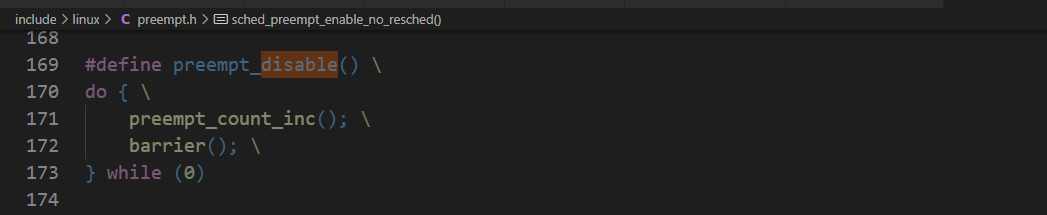 include > linux > C preempt.h > sched_preempt_enable_no_resched()
168
169 #define preempt_disable() \
170 do { \
171 preempt_count_inc(); \
172 barrier(); \
173 } while (0)
174